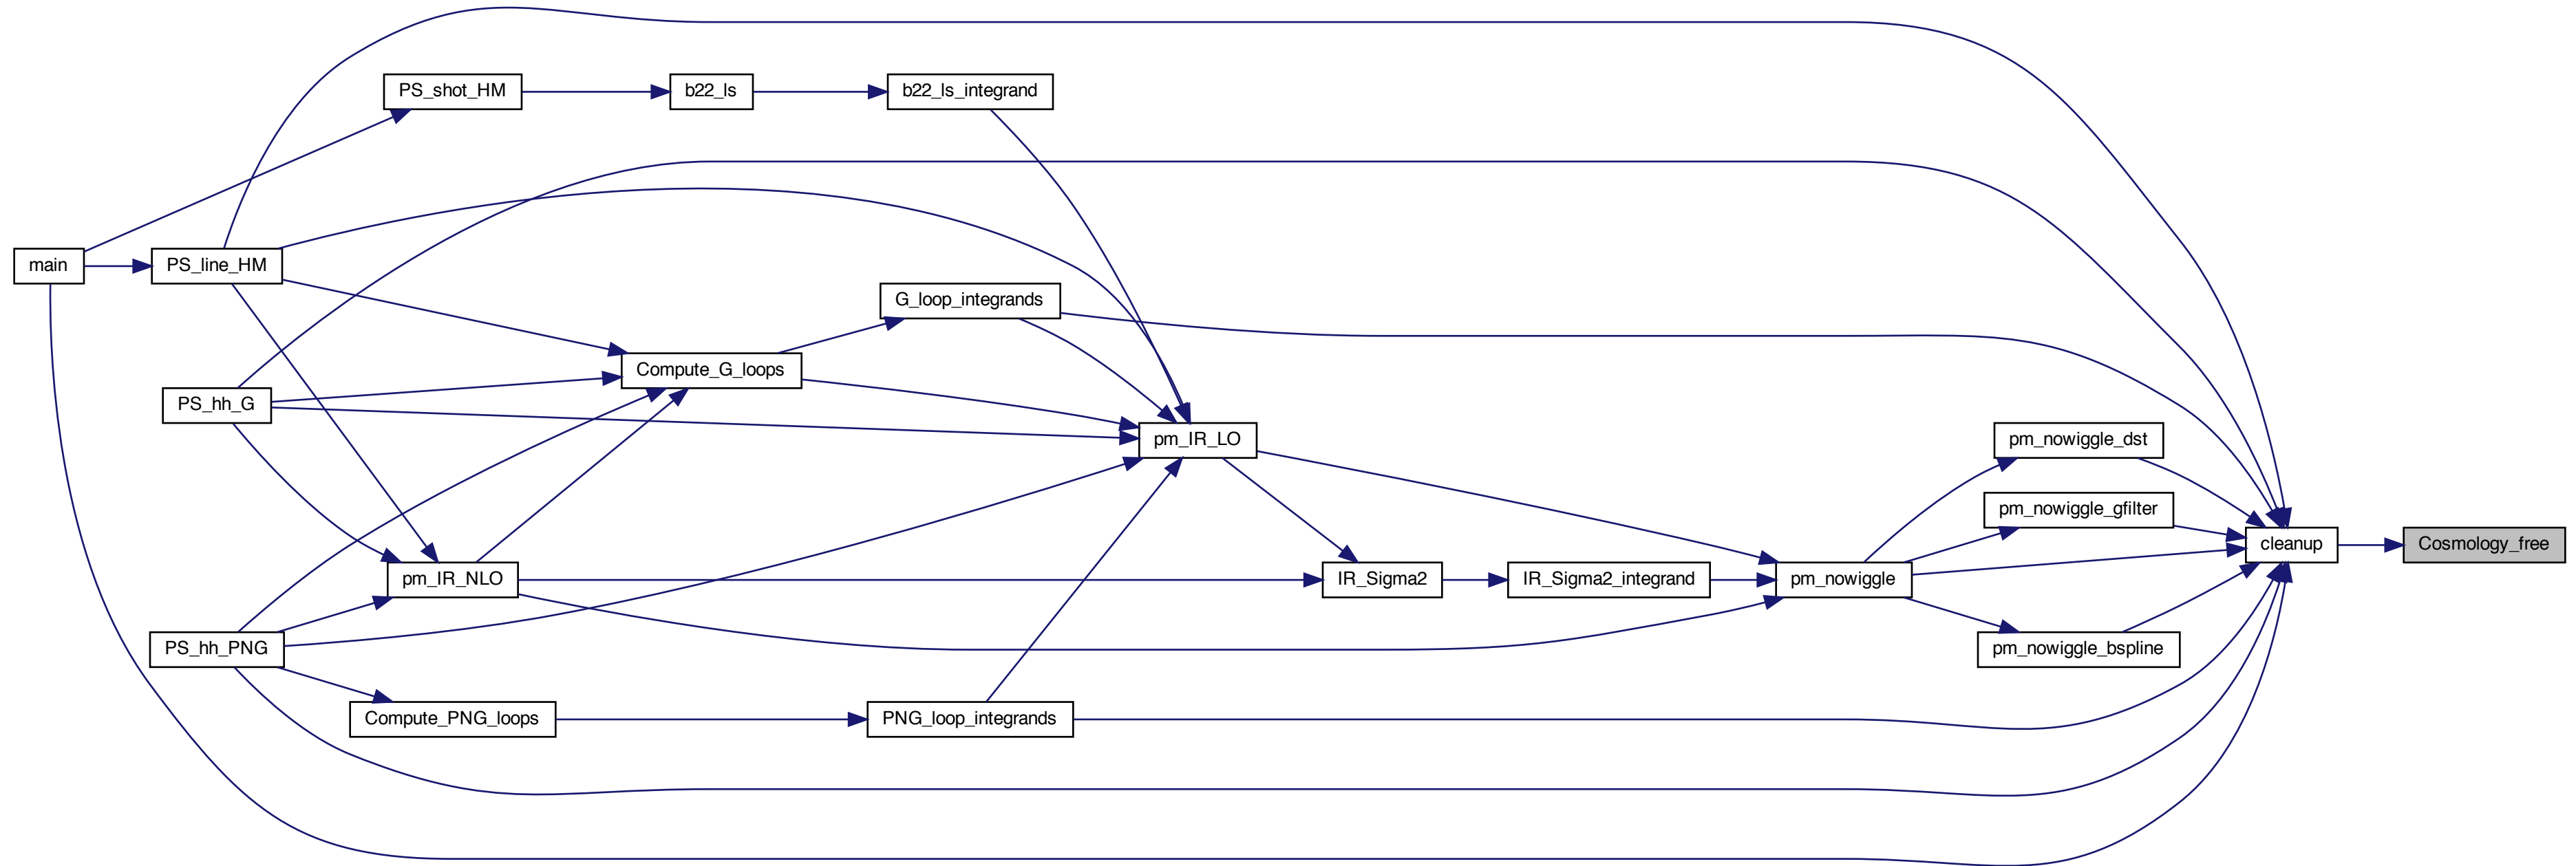 PS_shot_HM
b22_ls
b22_ls_integrand
main
PS_line_HM
G_loop_integrands
Compute_G_loops
PS_hh_G
pm_IR_LO
pm_nowiggle_dst
pm_nowiggle_gfilter
cleanup
Cosmology_free
pm_IR_NLO
IR_Sigma2
IR_Sigma2_integrand
pm_nowiggle
PS_hh_PNG
pm_nowiggle_bspline
Compute_PNG_loops
PNG_loop_integrands